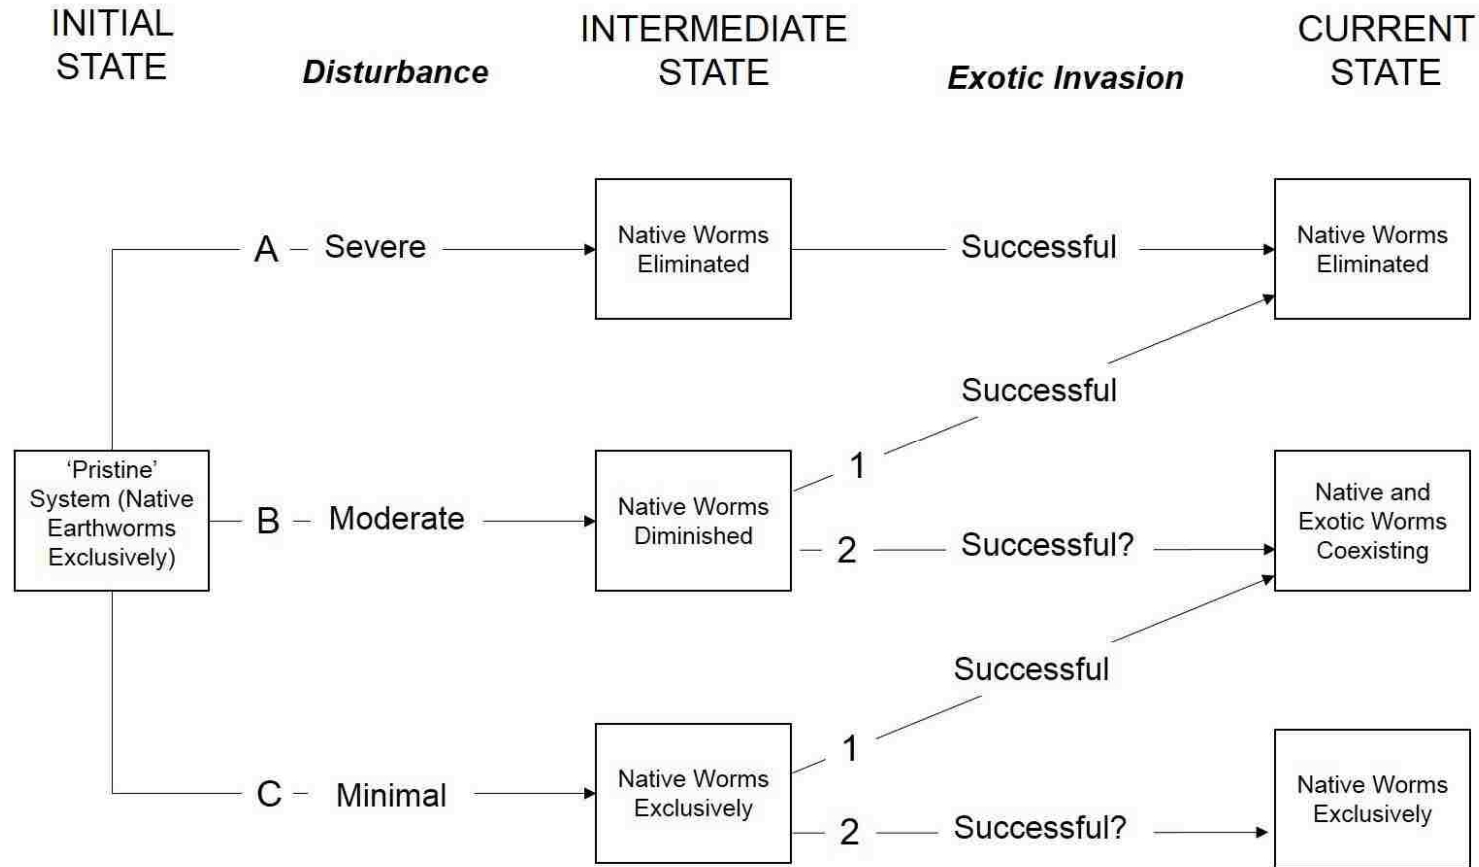 INITIAL
STATE
Disturbance
INTERMEDIATE
STATE
Exotic Invasion
CURRENT
STATE
A – Severe
Native Worms
Eliminated
Successful
Native Worms
Eliminated
Successful
1
'Pristine'
System (Native
Earthworms
Exclusively)
B – Moderate
Native Worms
Diminished
2
Successful?
Native and
Exotic Worms
Coexisting
Successful
1
C – Minimal
Native Worms
Exclusively
2
Successful?
Native Worms
Exclusively